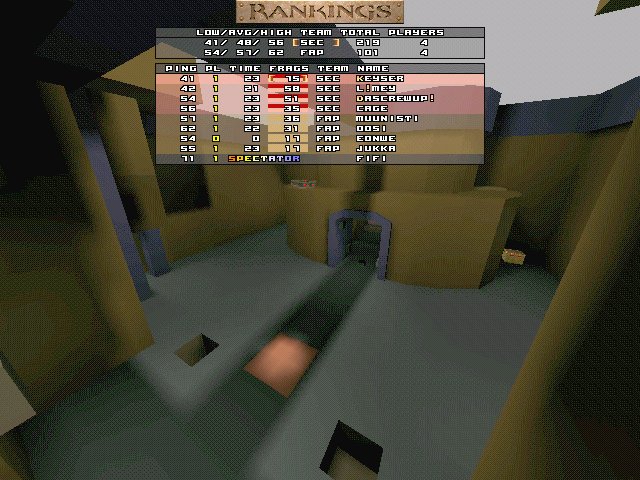 RANKINGS
LOW/AVG/HIGH TEAM TOTAL PLAYERS
41/ 48/ 56 [SEC ] 219 4
54/ 57/ 62 FAP 101 4
PING PL TIME FRAGS TEAM NAME
41 1 23 [ 75] SEC KEYSER
42 1 21 58 SEC L!MEY
54 1 23 51 SEC DASCREWUP!
56 1 23 35 SEC CAGE
57 1 23 36 FAP MUUNISTI
62 1 22 31 FAP OOSI
54 0 0 17 FAP EONWE
55 1 23 17 FAP JUKKA
71 1 SPECTATOR FIFI